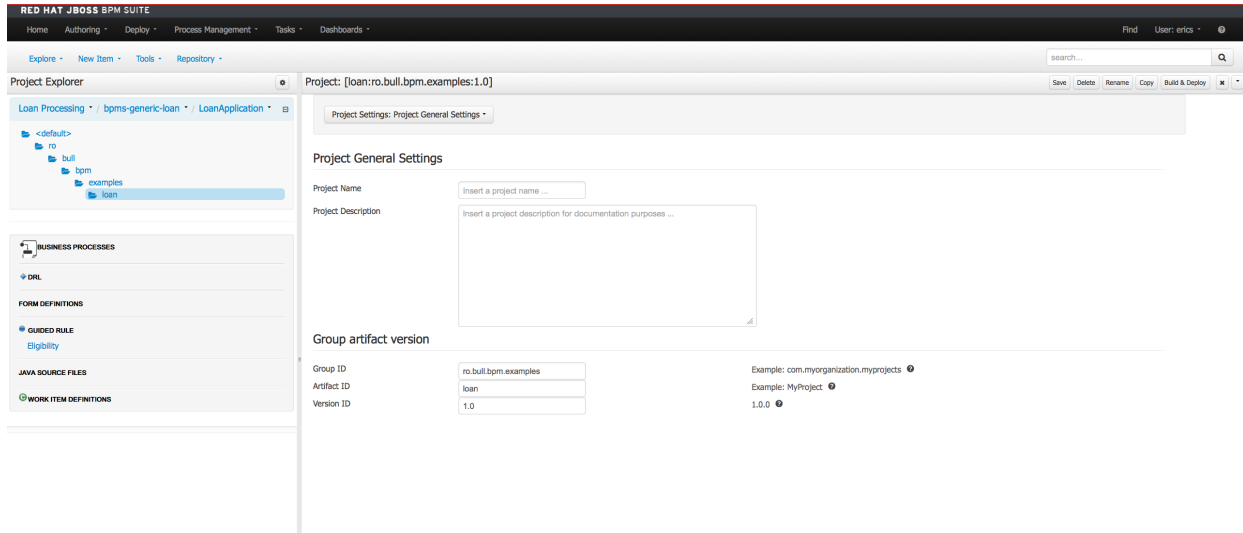 RED HAT JBOSS BPM SUITE
Home Authoring Deploy Process Management Tasks Dashboards Find User: erics
Explore New Item Tools Repository search...
Project Explorer
Loan Processing / bpms-generic-loan / LoanApplication
<default>
ro
bull
bpm
examples
loan
BUSINESS PROCESSES
DRL
FORM DEFINITIONS
GUIDED RULE
Eligibility
JAVA SOURCE FILES
WORK ITEM DEFINITIONS
Project: [loan:ro.bull.bpm.examples:1.0] Save Delete Rename Copy Build & Deploy
Project Settings: Project General Settings
Project General Settings
Project Name Insert a project name ...
Project Description Insert a project description for documentation purposes ...
Group artifact version
Group ID ro.bull.bpm.examples Example: com.myorganization.myprojects
Artifact ID loan Example: MyProject
Version ID 1.0 1.0.0